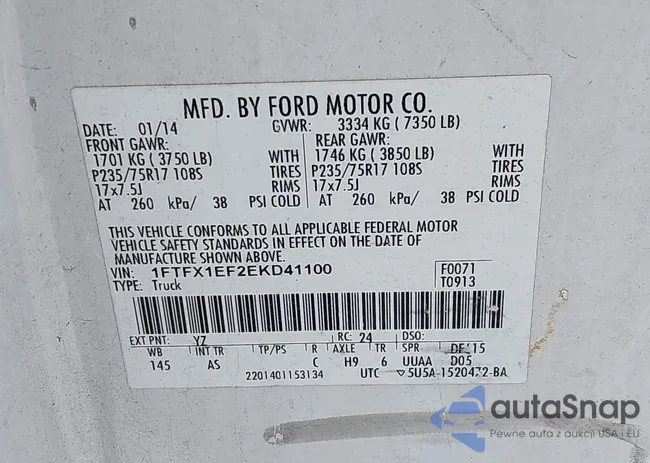 MFD. BY FORD MOTOR CO.
DATE: 01/14 GVWR: 3334 KG ( 7350 LB)
FRONT GAWR: REAR GAWR:
1701 KG ( 3750 LB) WITH 1746 KG ( 3850 LB) WITH
P235/75R17 108S TIRES P235/75R17 108S TIRES
17x7.5J RIMS 17x7.5J RIMS
AT 260 kPa/ 38 PSI COLD AT 260 kPa/ 38 PSI COLD
THIS VEHICLE CONFORMS TO ALL APPLICABLE FEDERAL MOTOR
VEHICLE SAFETY STANDARDS IN EFFECT ON THE DATE OF
MANUFACTURE SHOWN ABOVE.
VIN: 1FTFX1EF2EKD41100 F0071
TYPE: Truck T0913
EXT PNT: YZ RC: 24 DSO:
WB INT TR TP/PS R AXLE TR SPR
145 AS C H9 6 UUAA D05
2201401153134 UTC 5U5A-1520472-BA
autaSnap
Pewne auta z aukcji USA i EU